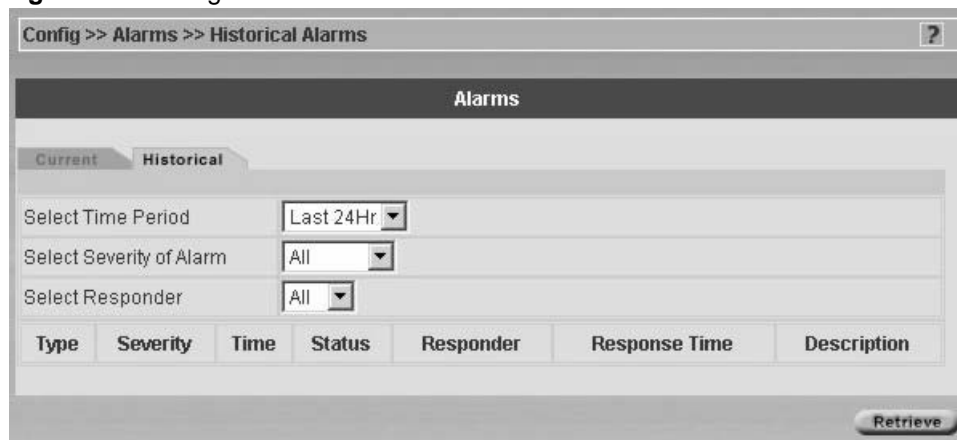 Config >> Alarms >> Historical Alarms ?
Alarms
Current Historical
Select Time Period Last 24Hr
Select Severity of Alarm All
Select Responder All
Type Severity Time Status Responder Response Time Description
Retrieve